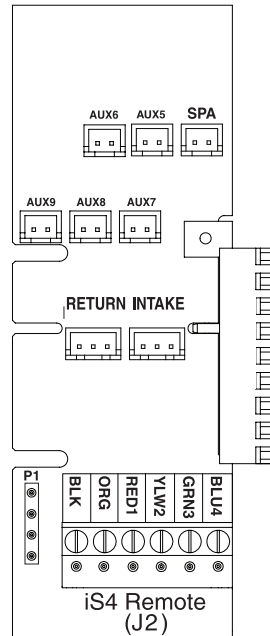 AUX6 AUX5 SPA
AUX9 AUX8 AUX7
RETURN INTAKE
P1
BLK
ORG
RED1
YLW2
GRN3
BLU4
iS4 Remote
(J2)